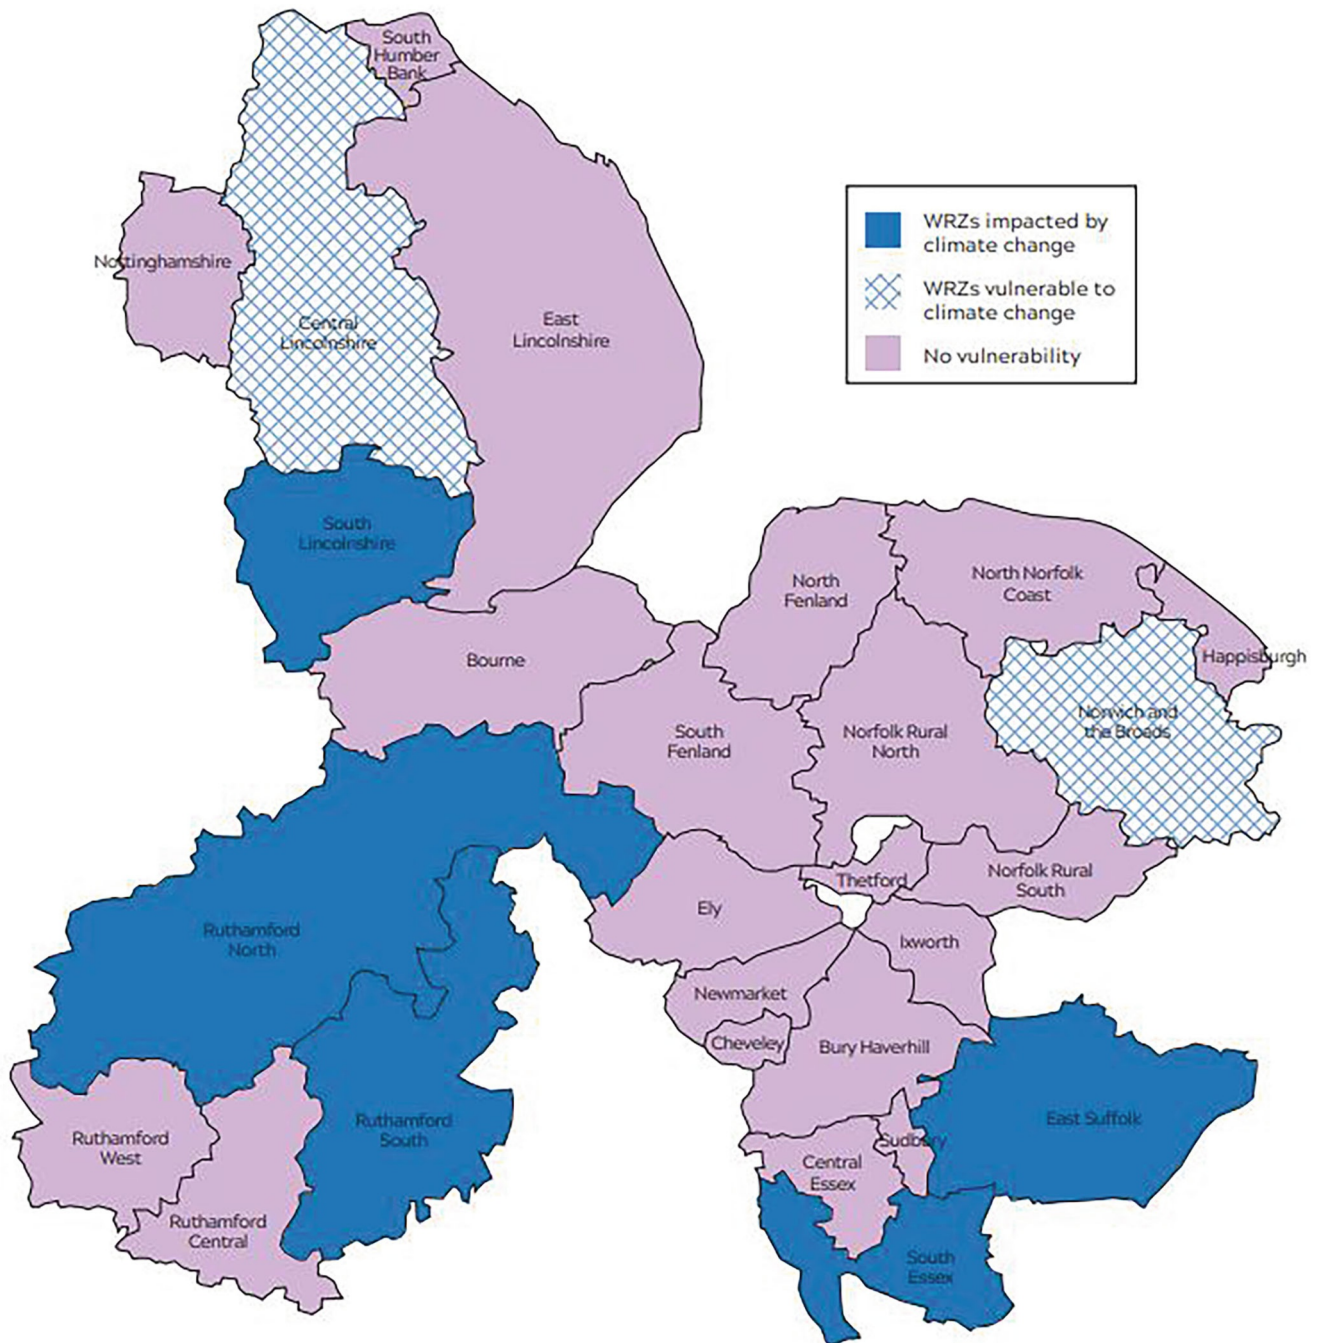 South
Humber
Bank
Nottinghamshire
Central
Lincolnshire
East
Lincolnshire
WRZs impacted by
climate change
WRZs vulnerable to
climate change
No vulnerability
South
Lincolnshire
North
Fenland
North Norfolk
Coast
Happisburgh
Bourne
South
Fenland
Norfolk Rural
North
Norwich and
the Broads
Thetford
Norfolk Rural
South
Ely
Ixworth
Ruthamford
North
Newmarket
Cheveley
Bury Haverhill
Ruthamford
West
Ruthamford
South
East Suffolk
Sudbury
Central
Essex
Ruthamford
Central
South
Essex